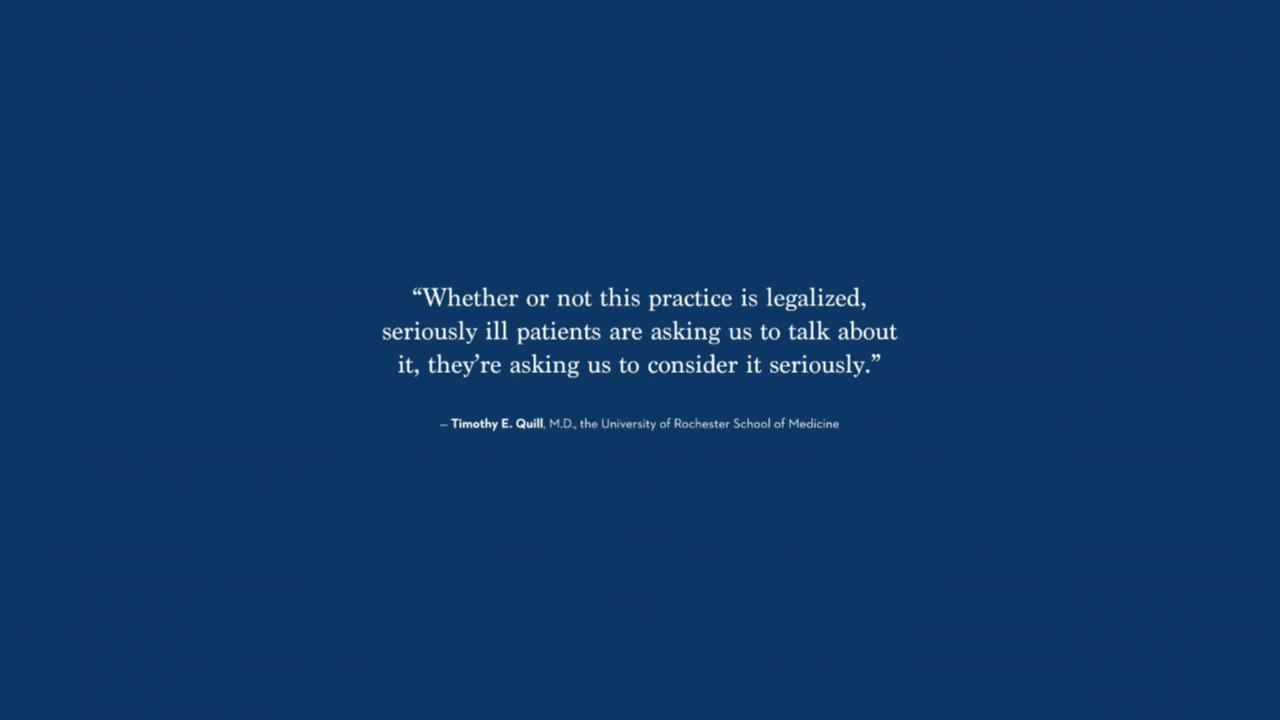 “Whether or not this practice is legalized,
seriously ill patients are asking us to talk about
it, they’re asking us to consider it seriously.”
– Timothy E. Quill, M.D., the University of Rochester School of Medicine